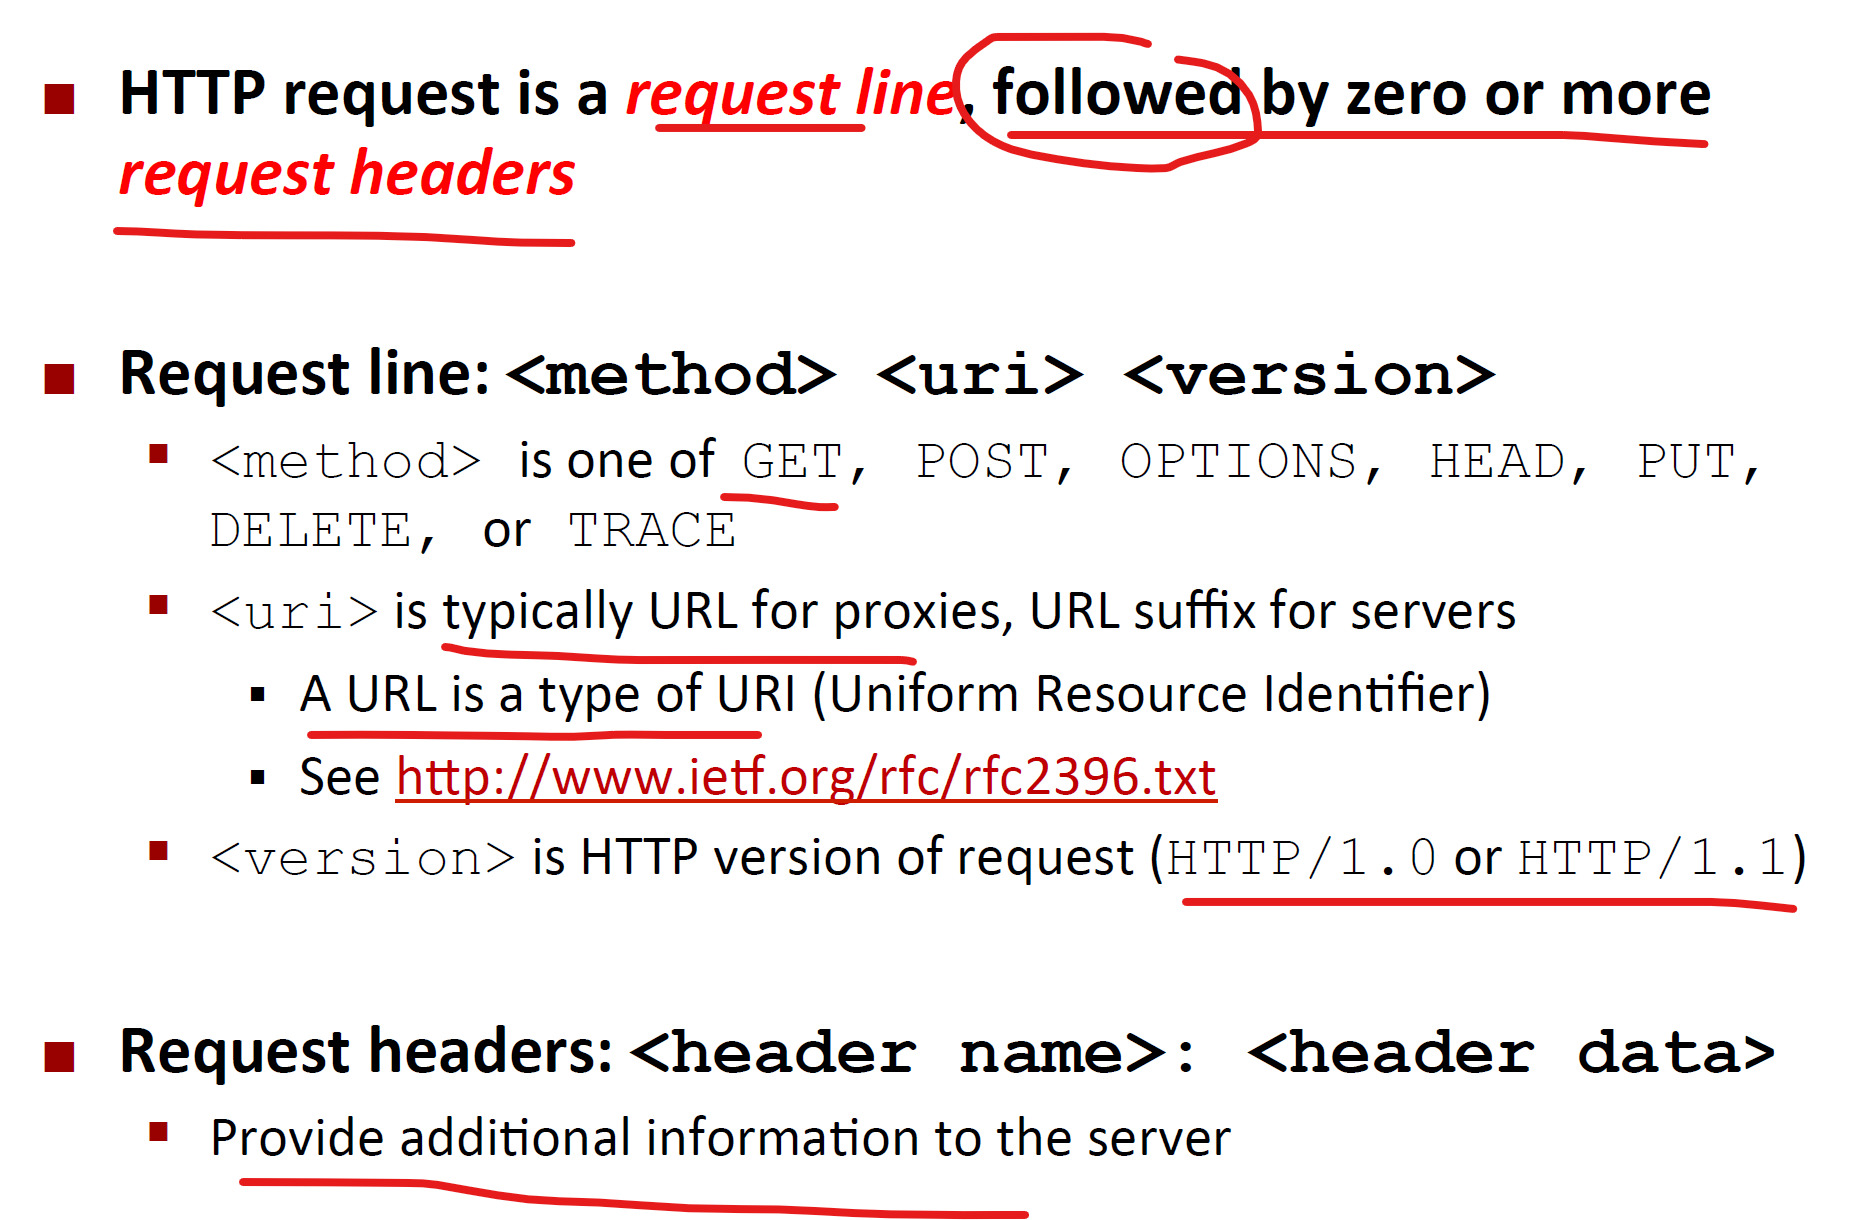 HTTP request is a request line, followed by zero or more
request headers
Request line: <method> <uri> <version>
<method> is one of GET, POST, OPTIONS, HEAD, PUT,
DELETE, or TRACE
<uri> is typically URL for proxies, URL suffix for servers
A URL is a type of URI (Uniform Resource Identifier)
See http://www.ietf.org/rfc/rfc2396.txt
<version> is HTTP version of request (HTTP/1.0 or HTTP/1.1)
Request headers: <header name>: <header data>
Provide additional information to the server